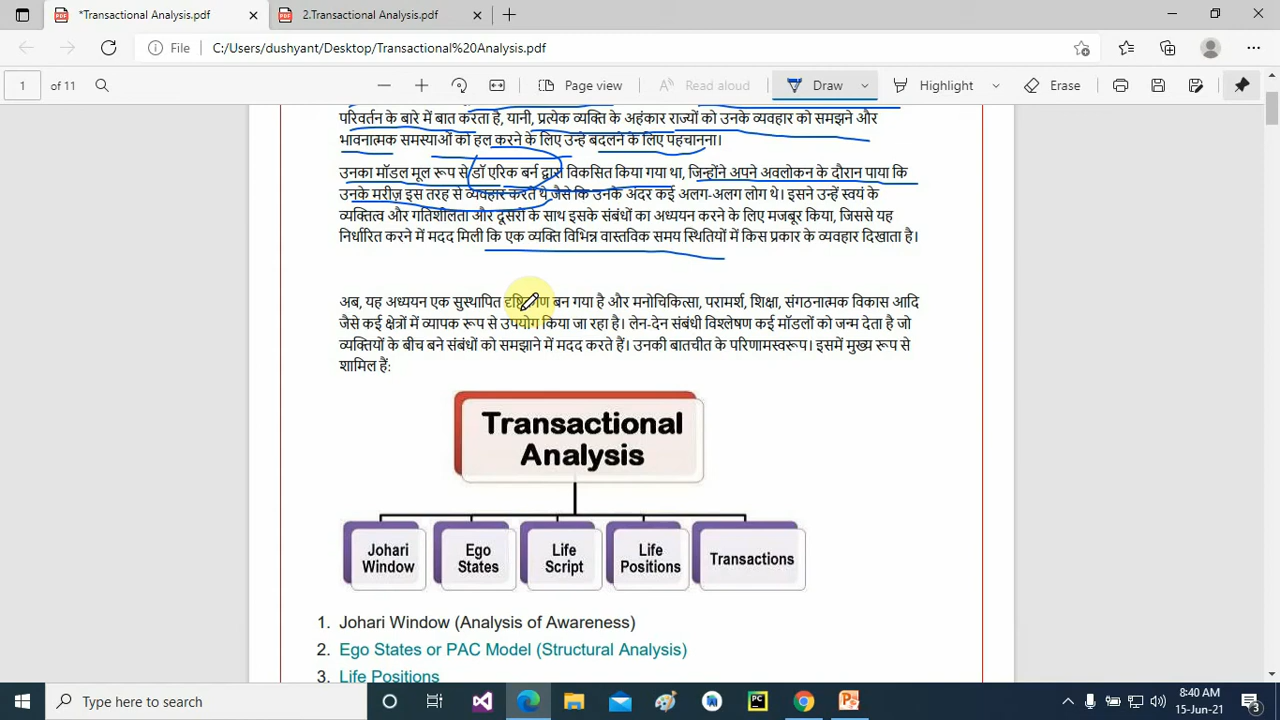 *Transactional Analysis.pdf
2.Transactional Analysis.pdf
File C:/Users/dushyant/Desktop/Transactional%20Analysis.pdf
1 of 11 Page view Read aloud Draw Highlight Erase
परिवर्तन के बारे में बात करता है, यानी, प्रत्येक व्यक्ति के अहंकार राज्यों को उनके व्यवहार को समझने और
भावनात्मक समस्याओं को हल करने के लिए उन्हें बदलने के लिए पहचानना।
उनका मॉडल मूल रूप से डॉ एरिक बर्न द्वारा विकसित किया गया था, जिन्होंने अपने अवलोकन के दौरान पाया कि
उनके मरीज़ इस तरह से व्यवहार करते थे जैसे कि उनके अंदर कई अलग-अलग लोग थे। इसने उन्हें स्वयं के
व्यक्तित्व और गतिशीलता और दूसरों के साथ इसके संबंधों का अध्ययन करने के लिए मजबूर किया, जिससे यह
निर्धारित करने में मदद मिली कि एक व्यक्ति विभिन्न वास्तविक समय स्थितियों में किस प्रकार के व्यवहार दिखाता है।
अब, यह अध्ययन एक सुस्थापित बन गया है और मनोचिकित्सा, परामर्श, शिक्षा, संगठनात्मक विकास आदि
जैसे कई क्षेत्रों में व्यापक रूप से उपयोग किया जा रहा है। लेन-देन संबंधी विश्लेषण कई मॉडलों को जन्म देता है जो
व्यक्तियों के बीच बने संबंधों को समझाने में मदद करते हैं। उनकी बातचीत के परिणामस्वरूप। इसमें मुख्य रूप से
शामिल हैं:
Transactional
Analysis
Johari
Window
Ego
States
Life
Script
Life
Positions
Transactions
1. Johari Window (Analysis of Awareness)
2. Ego States or PAC Model (Structural Analysis)
3. Life Positions
Type here to search
8:40 AM
15-Jun-21
3